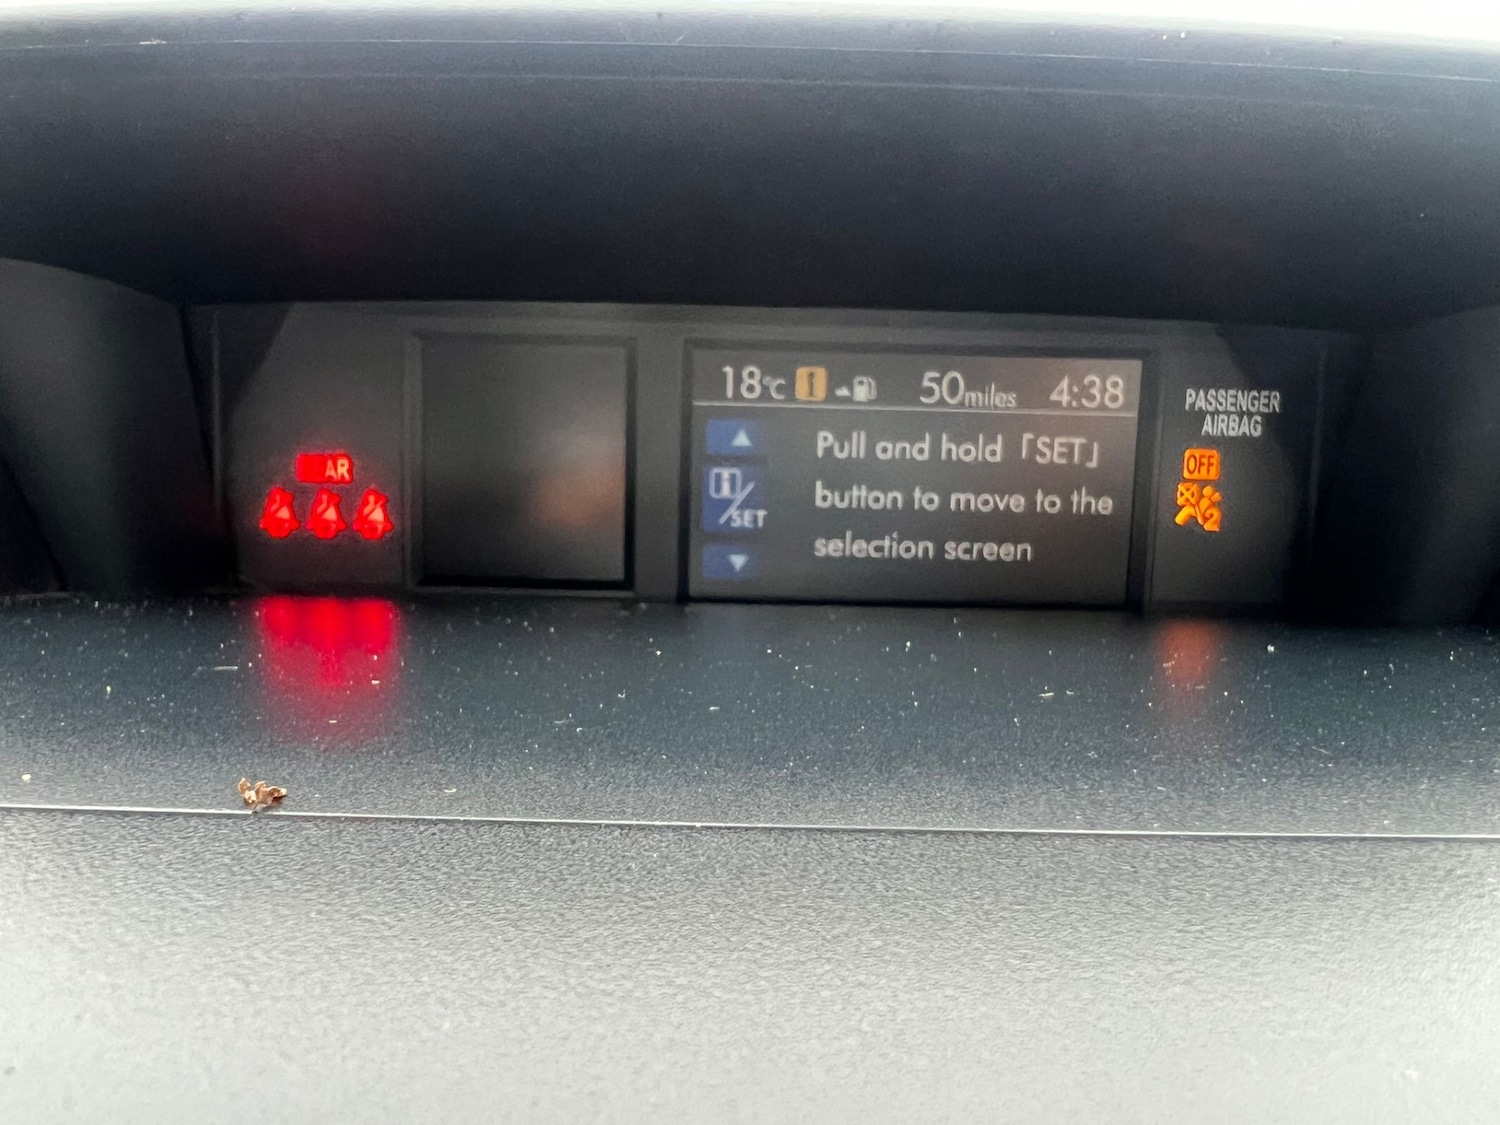 18°C i 50miles 4:38
PASSENGER
AIRBAG
Pull and hold「SET」
button to move to the
selection screen
i/SET
AR
OFF
2